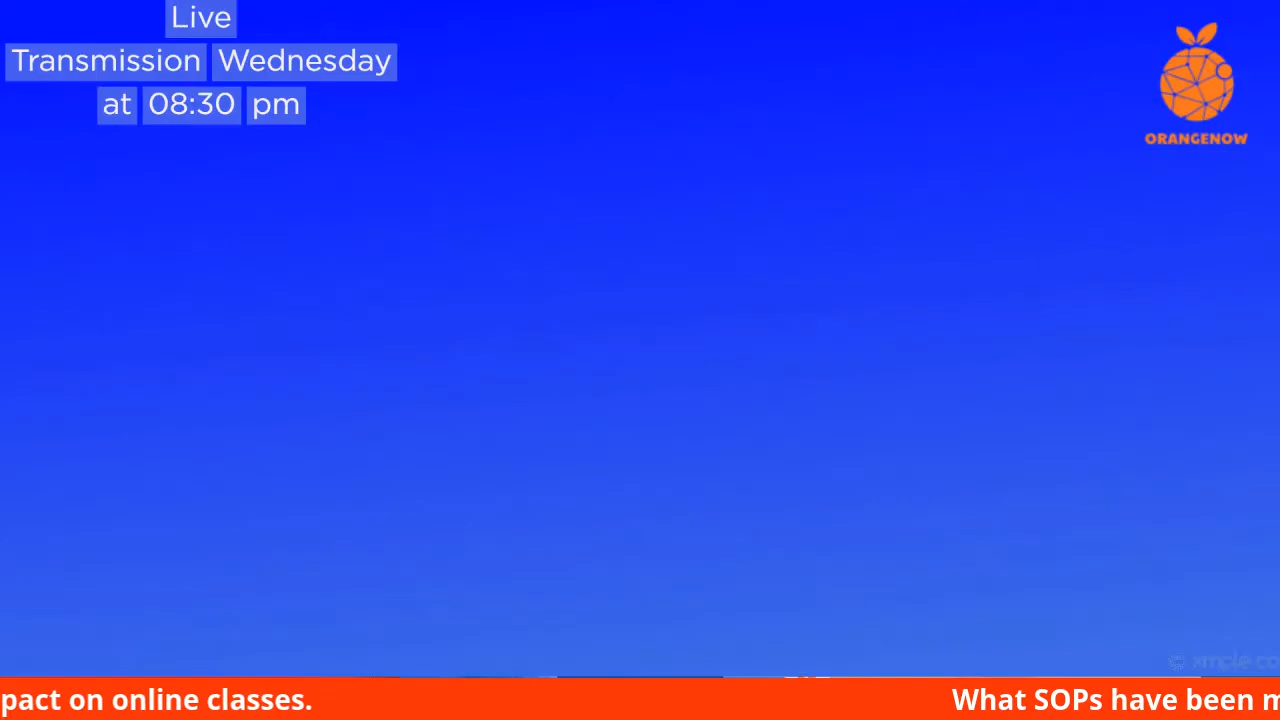 Live
Transmission Wednesday
at 08:30 pm
ORANGENOW
pact on online classes.
What SOPs have been m